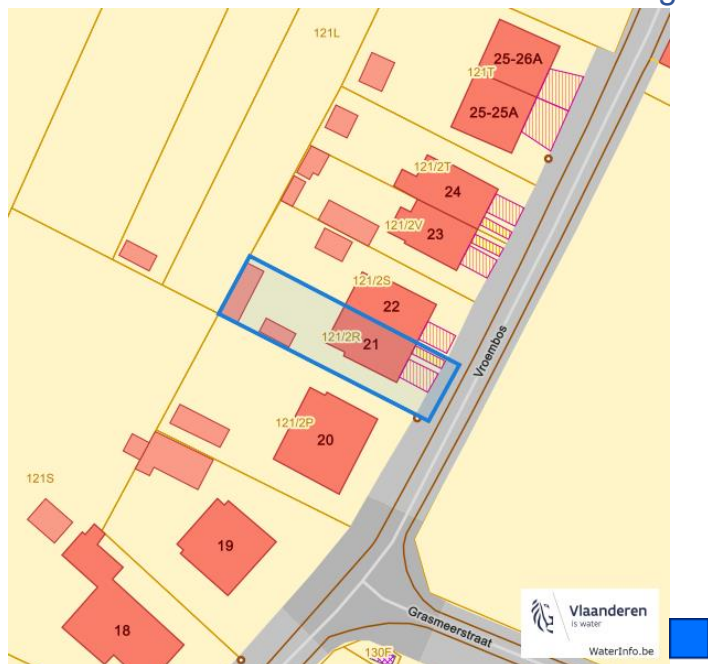 121L
25-26A
121T
25-25A
121/2T
24
121/2V
23
121/2S
22
121/2R
21
Vroembos
121/2P
20
121S
19
18
Grasmeerstraat
130F
Vlaanderen
is water
WaterInfo.be